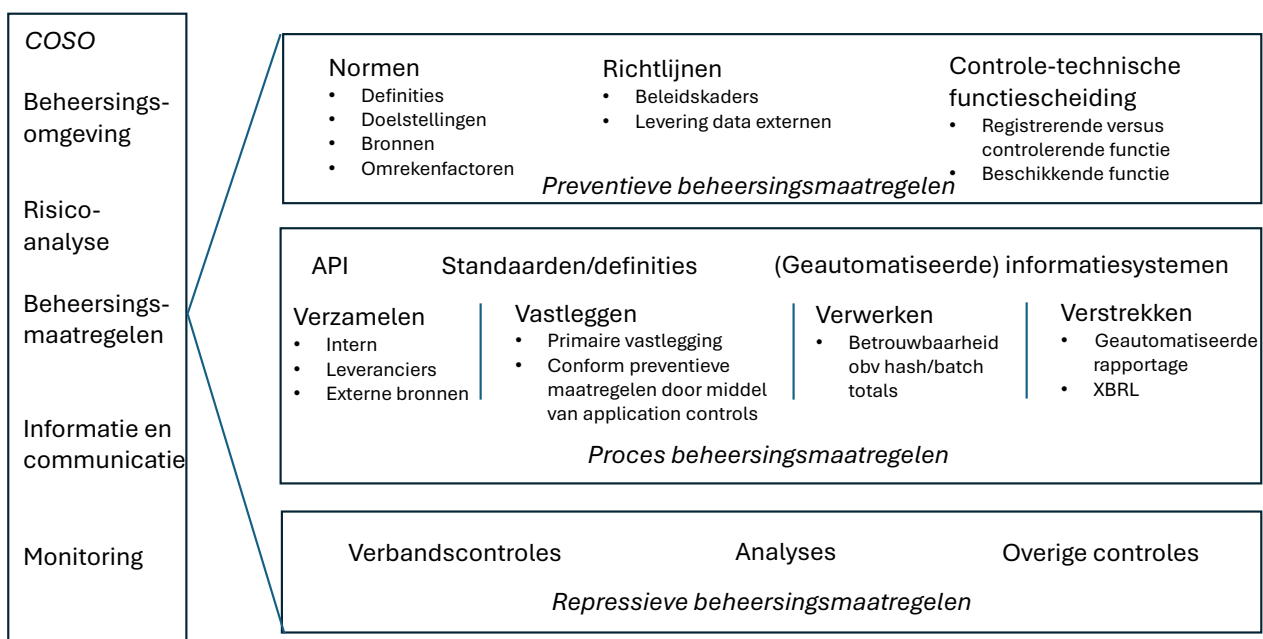 COSO
Beheersings-
omgeving
Risico-
analyse
Beheersings-
maatregelen
Informatie en
communicatie
Monitoring
Normen
• Definities
• Doelstellingen
• Bronnen
• Omrekenfactoren
Richtlijnen
• Beleidskaders
• Levering data externen
Controle-technische
functiescheiding
• Registrerende versus
controlerende functie
• Beschikkende functie
Preventieve beheersingsmaatregelen
API
Standaarden/definities
(Geautomatiseerde) informatiesystemen
Verzamelen
• Intern
• Leveranciers
• Externe bronnen
Vastleggen
• Primaire vastlegging
• Conform preventieve
maatregelen door middel
van application controls
Verwerken
• Betrouwbaarheid
obv hash/batch
totals
Verstrekken
• Geautomatiseerde
rapportage
• XBRL
Proces beheersingsmaatregelen
Verbandscontroles
Analyses
Overige controles
Repressieve beheersingsmaatregelen